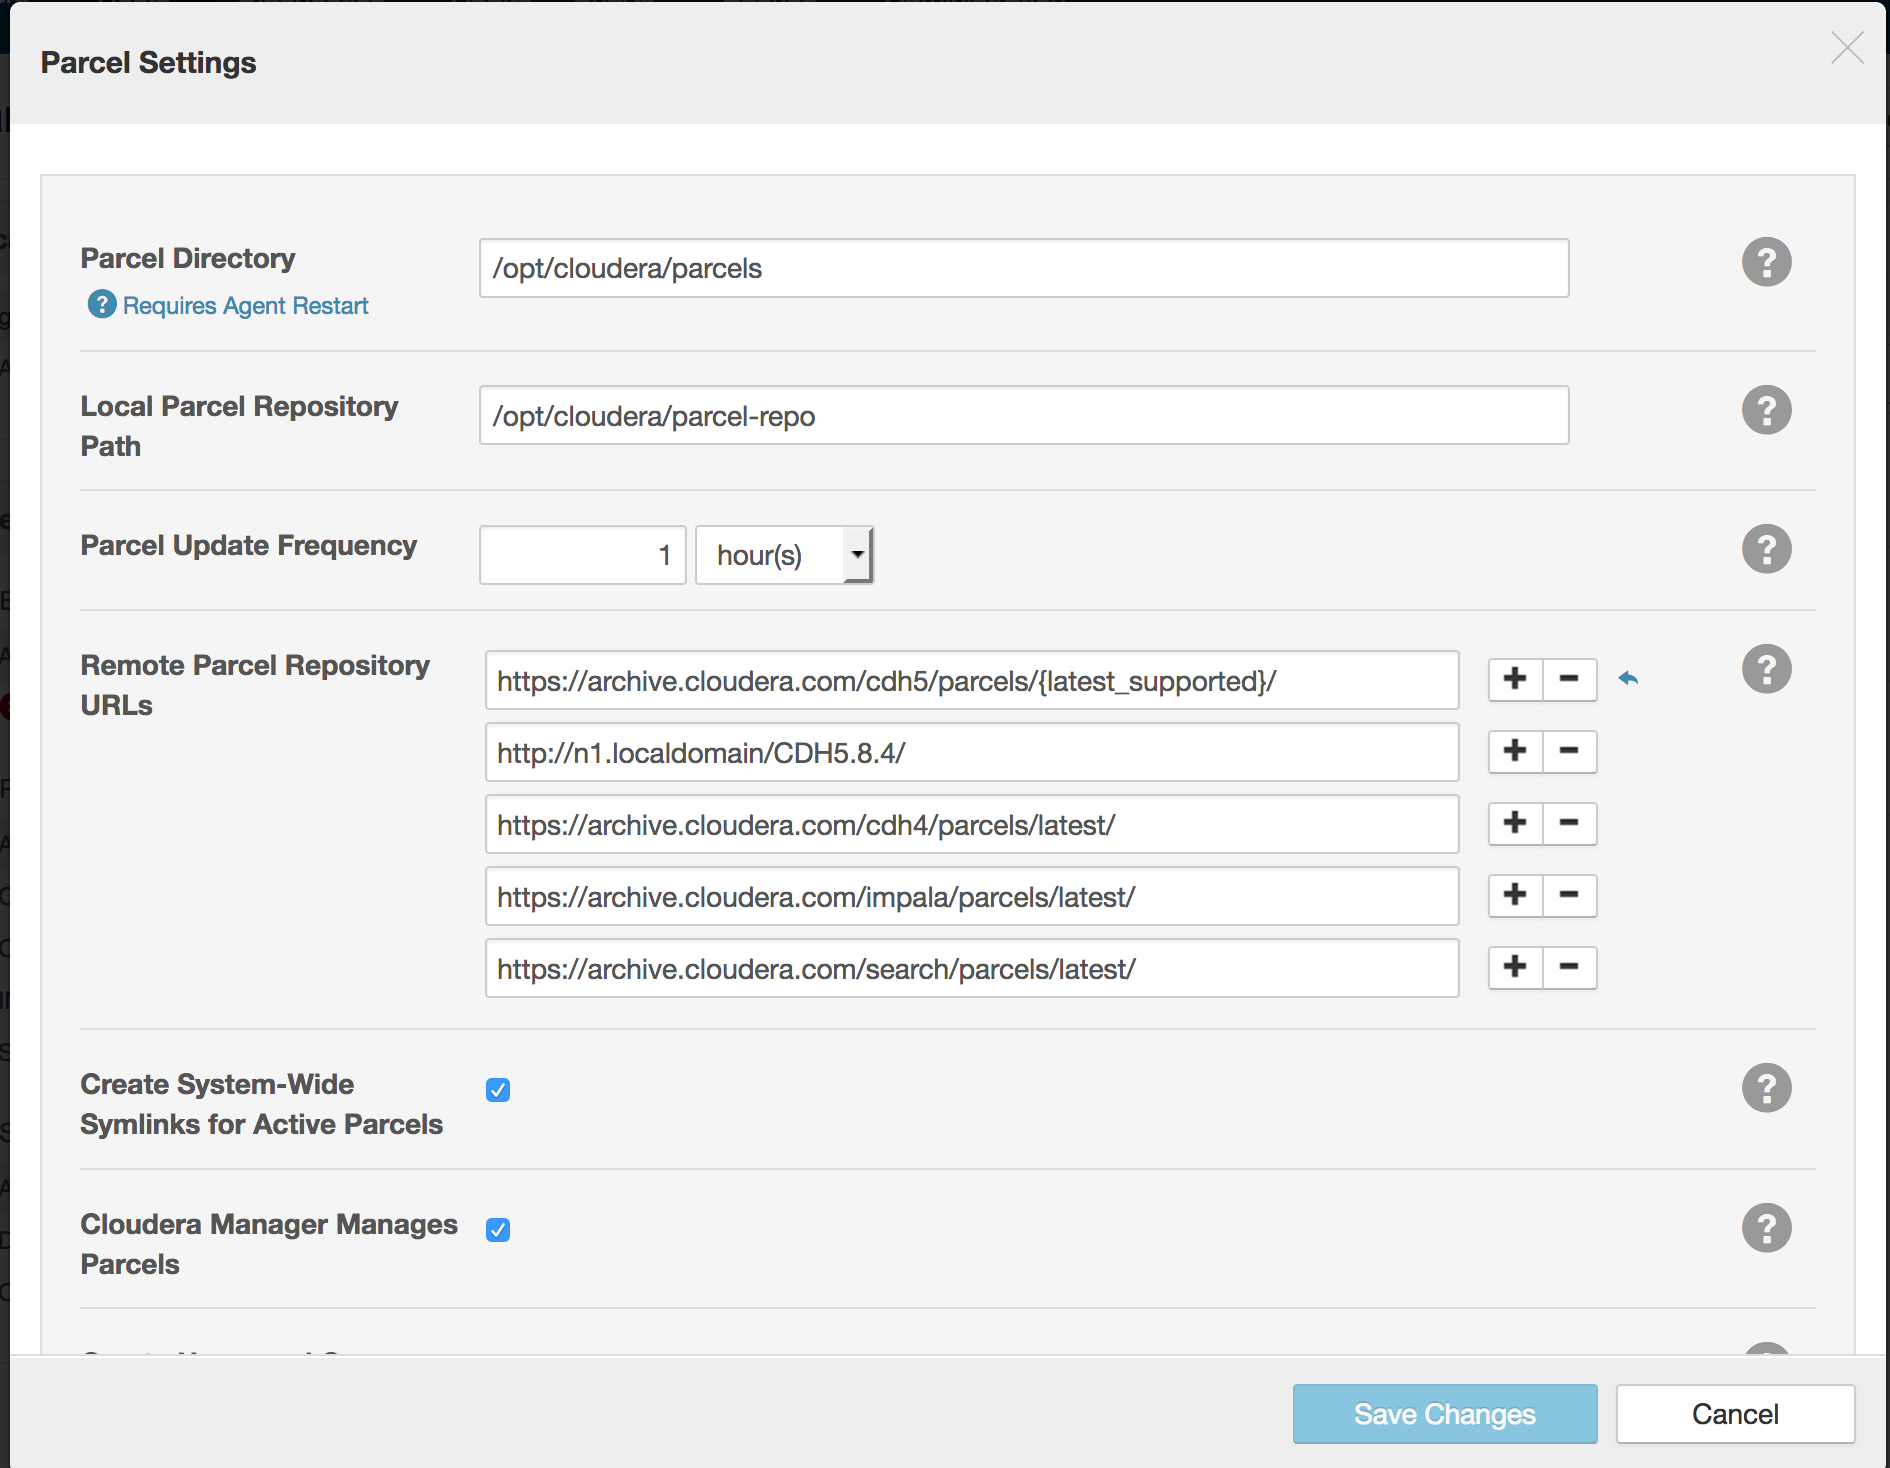 Parcel Settings
Parcel Directory
/opt/cloudera/parcels
? Requires Agent Restart
?
Local Parcel Repository
Path
/opt/cloudera/parcel-repo
?
Parcel Update Frequency
1
hour(s)
?
Remote Parcel Repository
URLs
https://archive.cloudera.com/cdh5/parcels/{latest_supported}/
?
http://n1.localdomain/CDH5.8.4/
https://archive.cloudera.com/cdh4/parcels/latest/
https://archive.cloudera.com/impala/parcels/latest/
https://archive.cloudera.com/search/parcels/latest/
Create System-Wide
Symlinks for Active Parcels
?
Cloudera Manager Manages
Parcels
?
Save Changes
Cancel